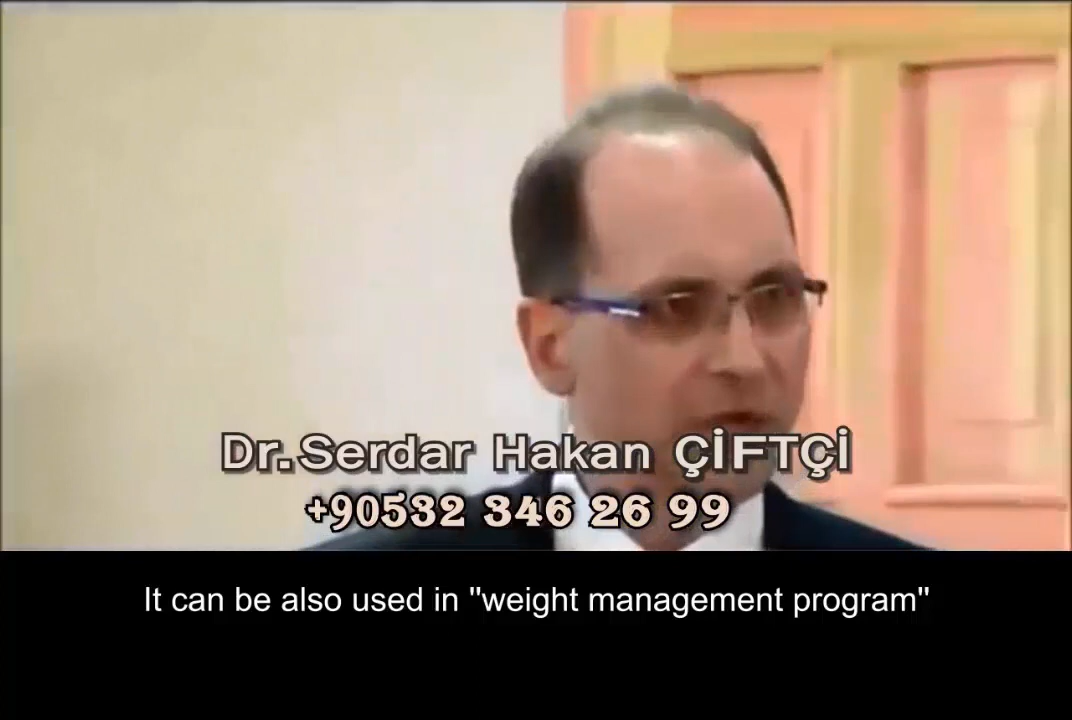 Dr.Serdar Hakan ÇİFTÇİ
+90532 346 26 99
It can be also used in "weight management program"